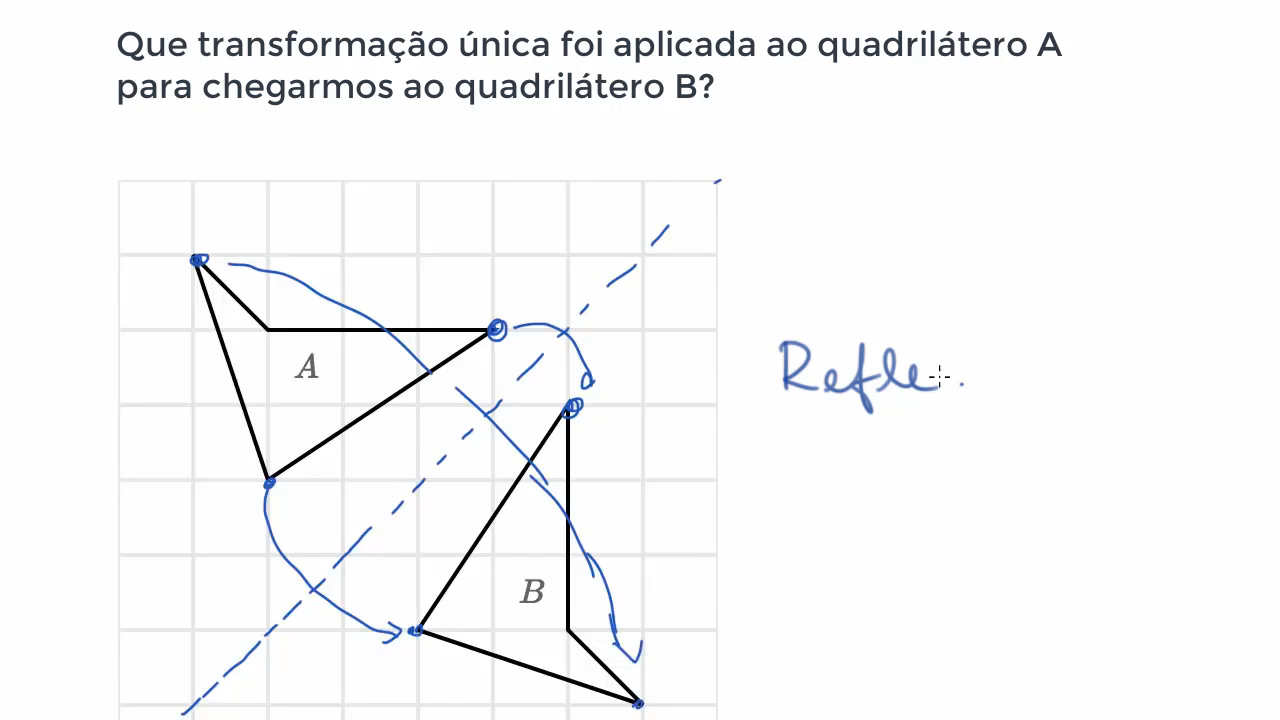 Que transformação única foi aplicada ao quadrilátero A
para chegarmos ao quadrilátero B?
A
Refle
B